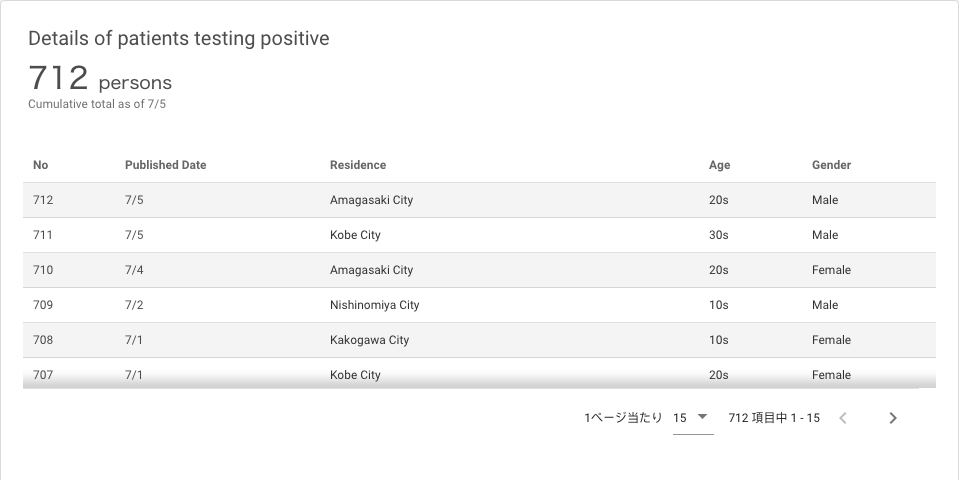 Details of patients testing positive
712 persons
Cumulative total as of 7/5
No Published Date Residence Age Gender
712 7/5 Amagasaki City 20s Male
711 7/5 Kobe City 30s Male
710 7/4 Amagasaki City 20s Female
709 7/2 Nishinomiya City 10s Male
708 7/1 Kakogawa City 10s Female
707 7/1 Kobe City 20s Female
1ページ当たり 15 712 項目中 1 - 15